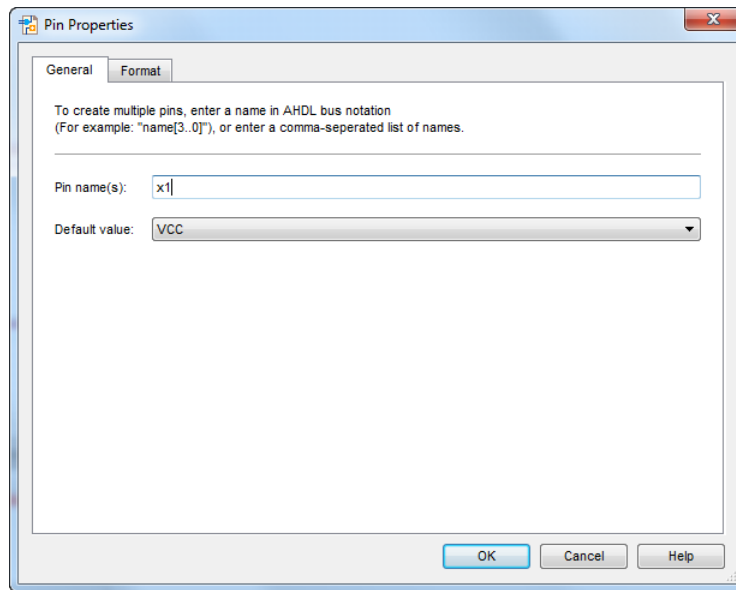 Pin Properties
General
Format
To create multiple pins, enter a name in AHDL bus notation
(For example: "name[3..0]"), or enter a comma-seperated list of names.
Pin name(s): x1
Default value: VCC
OK Cancel Help